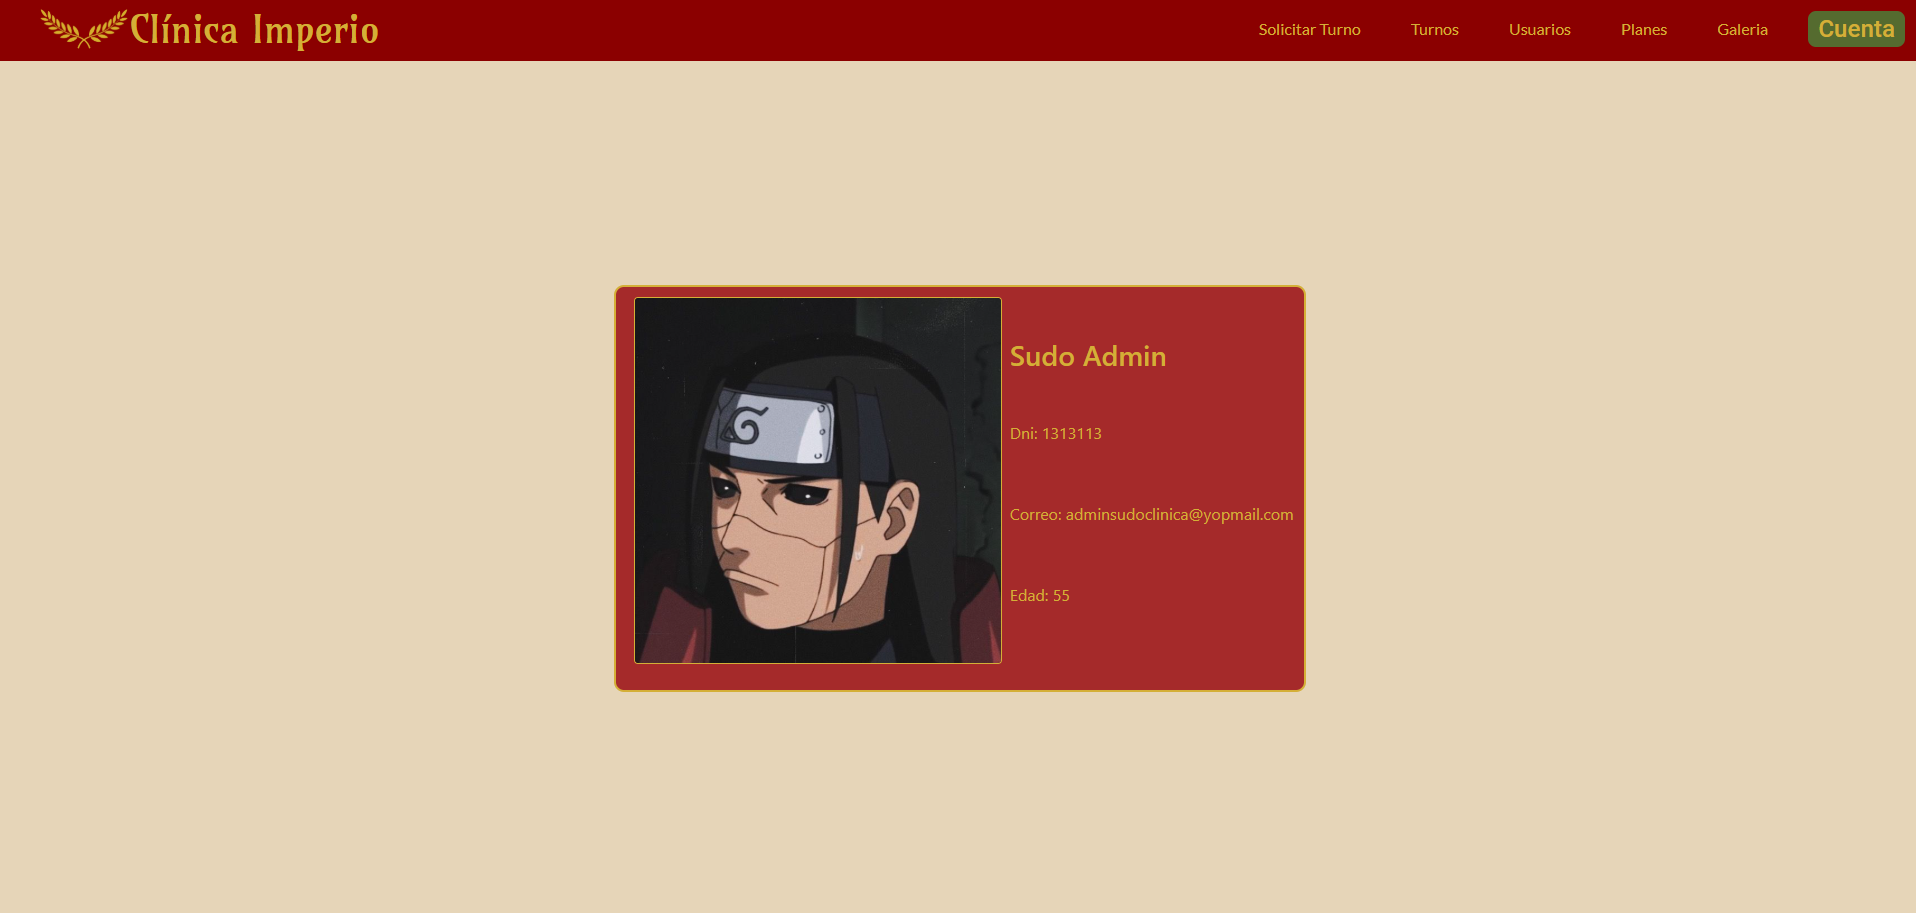 Clínica Imperio
Solicitar Turno
Turnos
Usuarios
Planes
Galeria
Cuenta
Sudo Admin
Dni: 1313113
Correo: adminsudoclinica@yopmail.com
Edad: 55